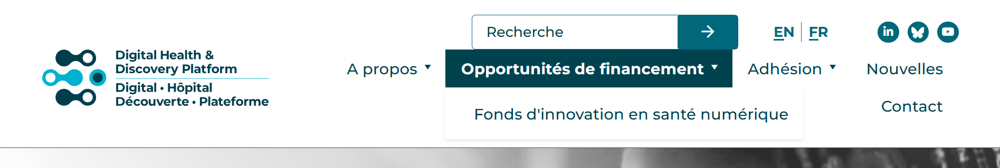 Recherche
EN FR
in
Digital Health &
Discovery Platform
Digital • Hôpital
Découverte • Plateforme
A propos
Opportunités de financement
Adhésion
Nouvelles
Fonds d'innovation en santé numérique
Contact